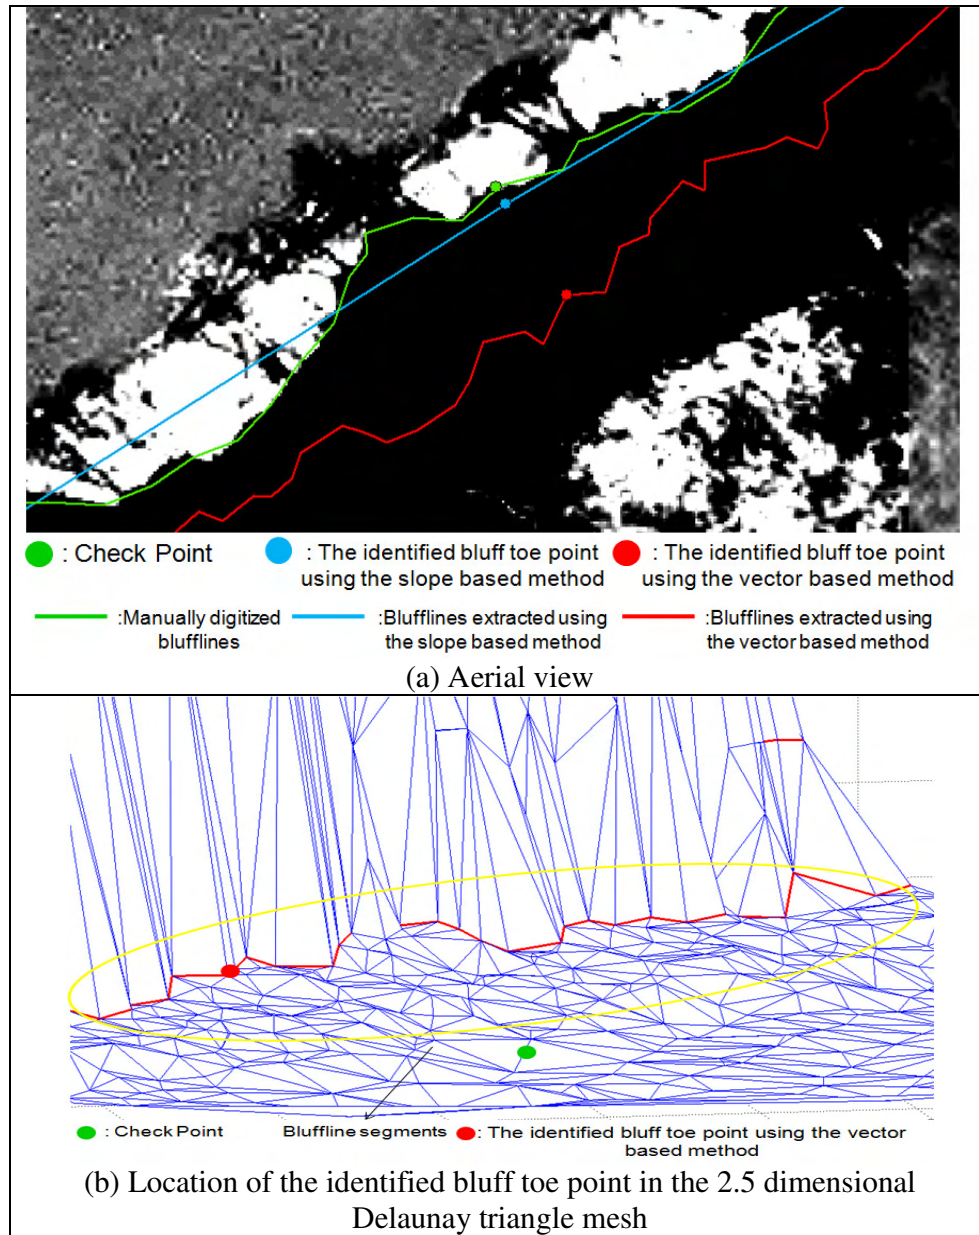 : Check Point
: The identified bluff toe point using the slope based method
: The identified bluff toe point using the vector based method
:Manually digitized blufflines
:Blufflines extracted using the slope based method
:Blufflines extracted using the vector based method
(a) Aerial view
: Check Point
Bluffline segments
: The identified bluff toe point using the vector based method
(b) Location of the identified bluff toe point in the 2.5 dimensional
Delaunay triangle mesh